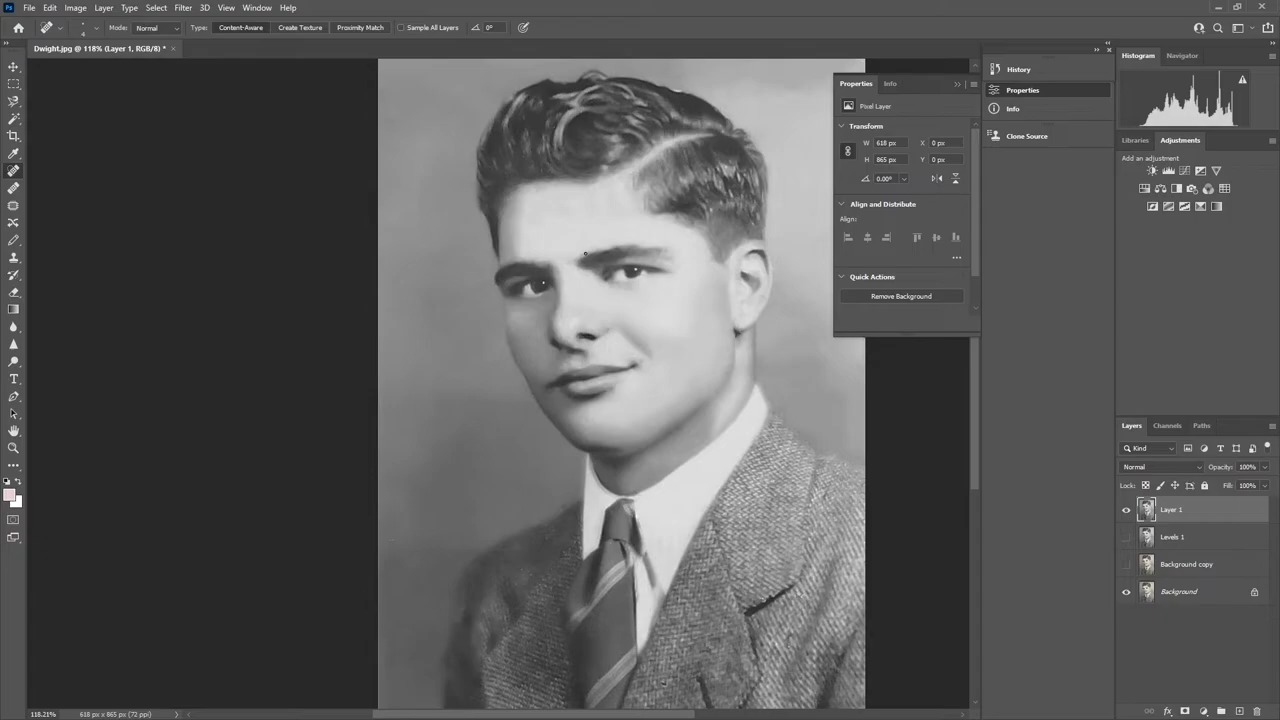 Ps File Edit Image Layer Type Select Filter 3D View Window Help
4 Mode: Normal Type: Content-Aware Create Texture Proximity Match Sample All Layers 0°
Dwight.jpg @ 118% (Layer 1, RGB/8) *
Properties Info
Pixel Layer
Transform
W 618 px X 0 px
H 865 px Y 0 px
0.00°
Align and Distribute
Align:
Quick Actions
Remove Background
History
Properties
Info
Clone Source
Histogram Navigator
Libraries Adjustments
Add an adjustment
Layers Channels Paths
Kind
Normal Opacity: 100%
Lock: Fill: 100%
Layer 1
Levels 1
Background copy
Background
118.21% 618 px x 865 px (72 ppi)